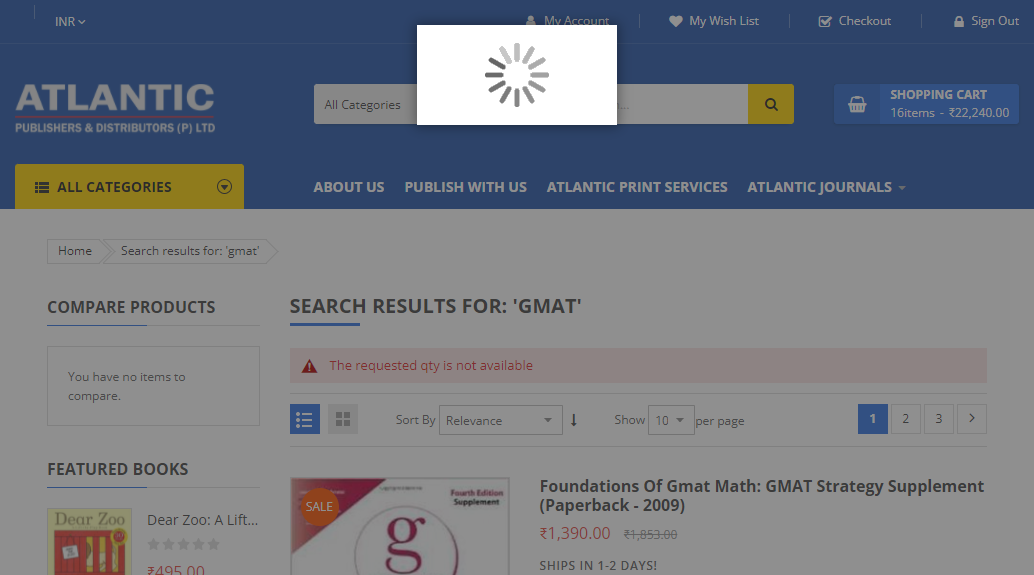 INR
My Account
My Wish List
Checkout
Sign Out
ATLANTIC
PUBLISHERS & DISTRIBUTORS (P) LTD
All Categories
SHOPPING CART
16items - ₹22,240.00
ALL CATEGORIES
ABOUT US
PUBLISH WITH US
ATLANTIC PRINT SERVICES
ATLANTIC JOURNALS
Home
Search results for: 'gmat'
COMPARE PRODUCTS
SEARCH RESULTS FOR: 'GMAT'
You have no items to
compare.
The requested qty is not available
Sort By Relevance
Show 10 per page
1 2 3
FEATURED BOOKS
Dear Zoo
Dear Zoo: A Lift...
₹495.00
SALE
Fourth Edition
Supplement
g
Foundations Of Gmat Math: GMAT Strategy Supplement
(Paperback - 2009)
₹1,390.00 ₹1,853.00
SHIPS IN 1-2 DAYS!